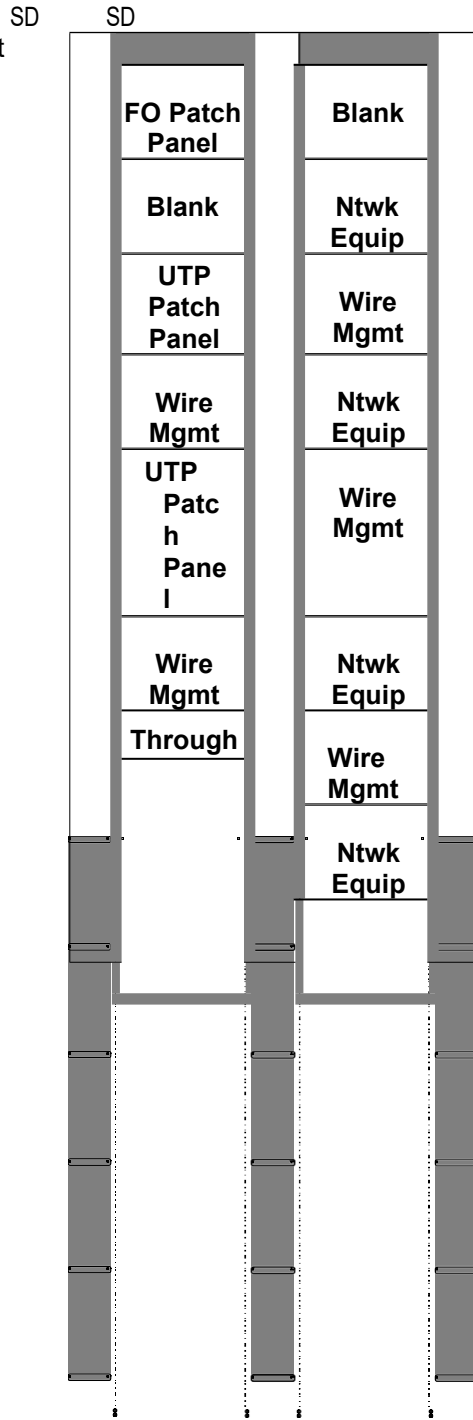 SD SD
t
FO Patch
Panel
Blank
UTP
Patch
Panel
Wire
Mgmt
UTP
Patc
h
Pane
l
Wire
Mgmt
Through
Blank
Ntwk
Equip
Wire
Mgmt
Ntwk
Equip
Wire
Mgmt
Ntwk
Equip
Wire
Mgmt
Ntwk
Equip